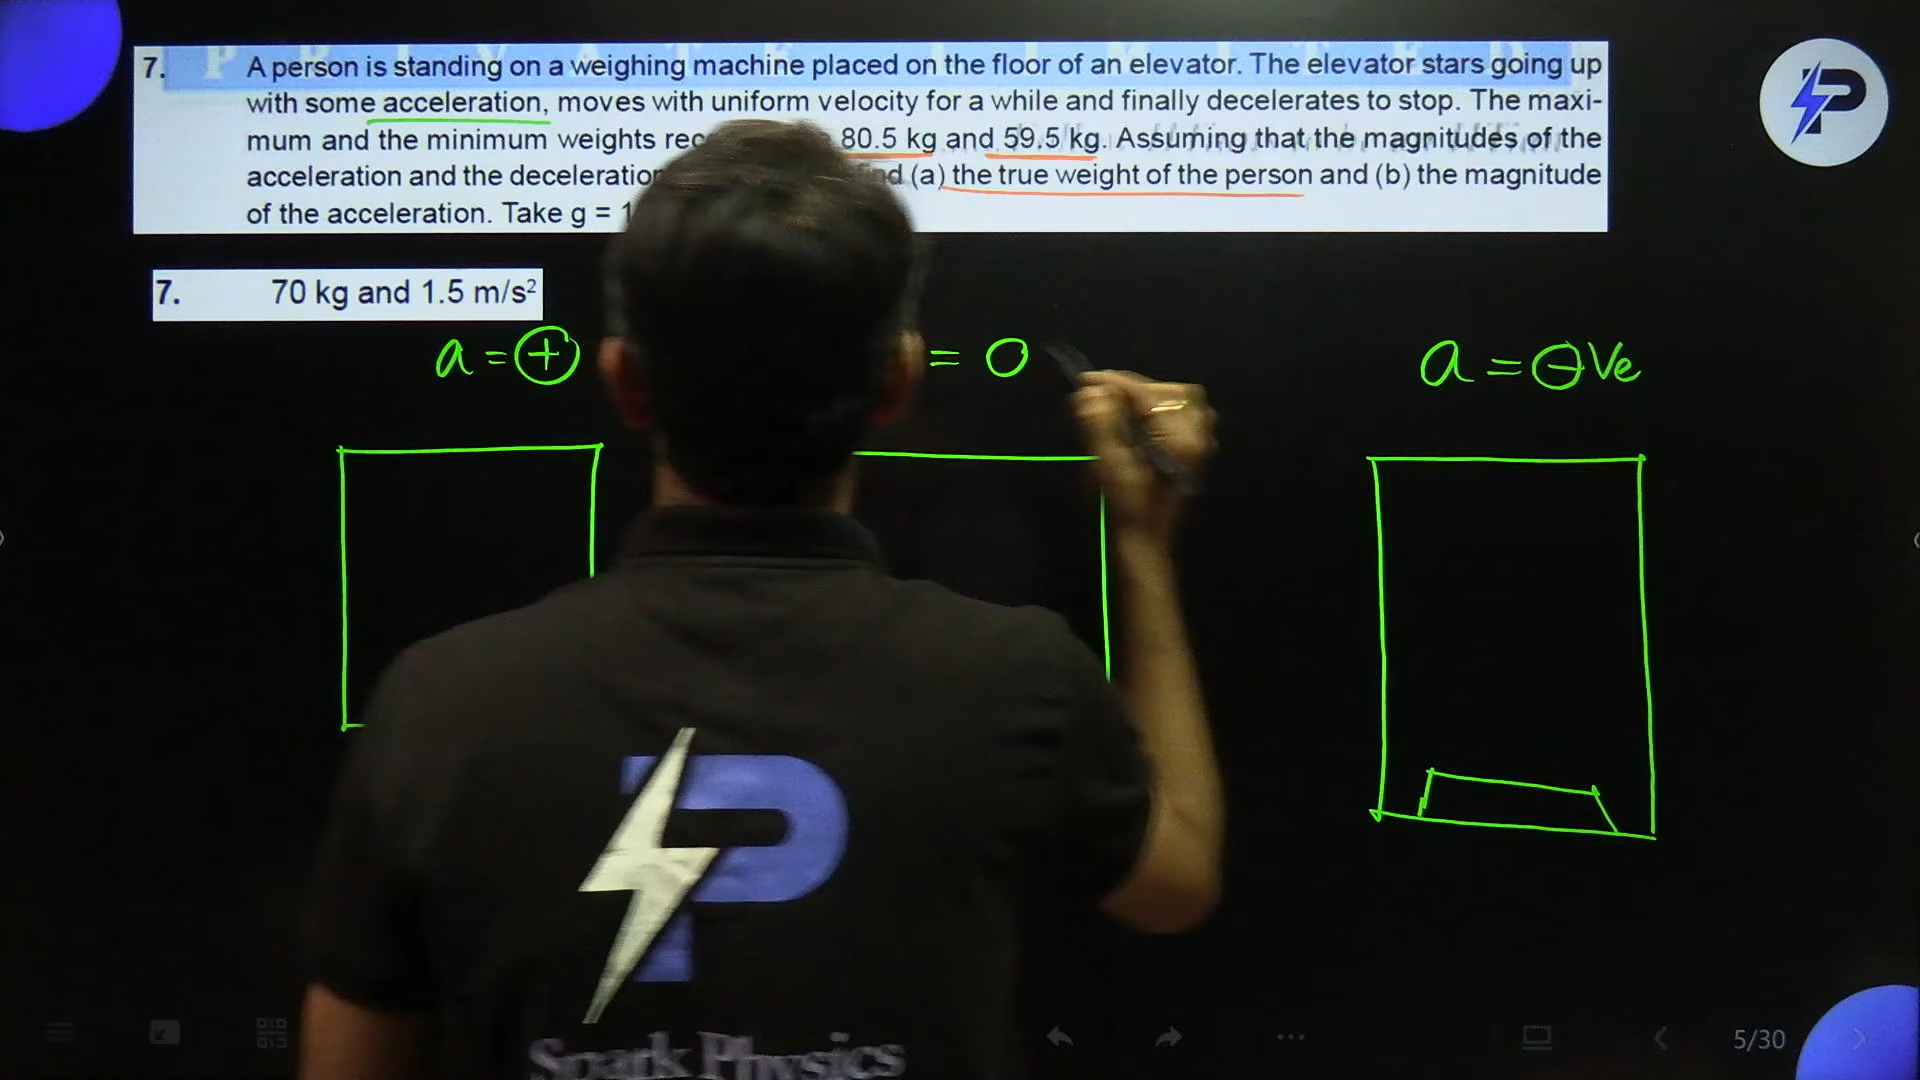 7. A person is standing on a weighing machine placed on the floor of an elevator. The elevator stars going up
with some acceleration, moves with uniform velocity for a while and finally decelerates to stop. The maxi-
mum and the minimum weights rec 80.5 kg and 59.5 kg. Assuming that the magnitudes of the
acceleration and the deceleration (a) the true weight of the person and (b) the magnitude
of the acceleration. Take g = 1
7. 70 kg and 1.5 m/s²
a = ⊕ = 0 a = ⊖Ve
P
P
Spark Physics
5/30